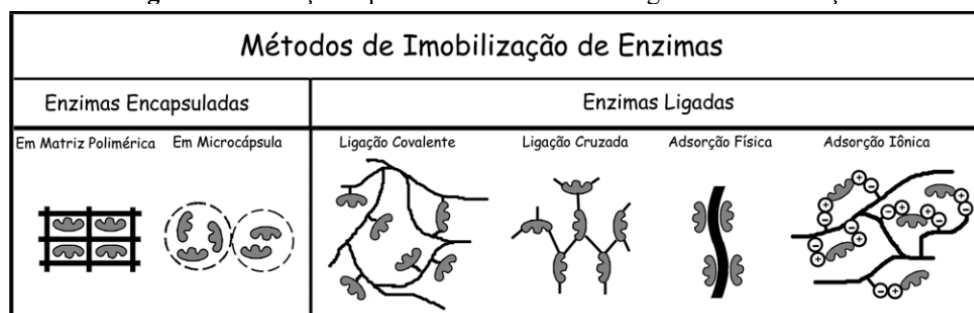 Métodos de Imobilização de Enzimas
Enzimas Encapsuladas
Enzimas Ligadas
Em Matriz Polimérica
Em Microcápsula
Ligação Covalente
Ligação Cruzada
Adsorção Física
Adsorção Iônica